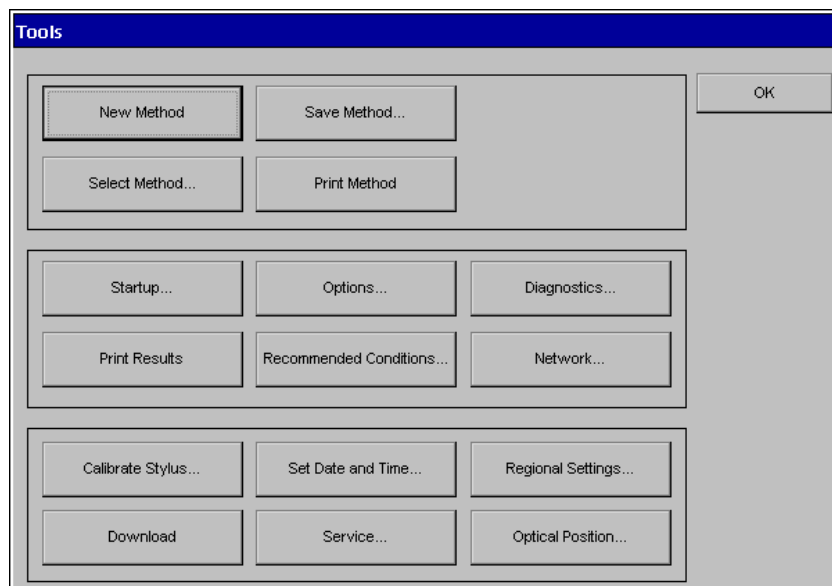 Tools
New Method
Save Method...
OK
Select Method...
Print Method
Startup...
Options...
Diagnostics...
Print Results
Recommended Conditions...
Network...
Calibrate Stylus...
Set Date and Time...
Regional Settings...
Download
Service...
Optical Position...